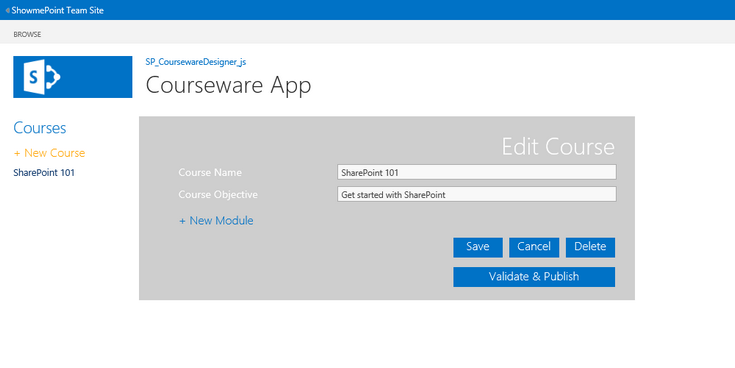 ShowmePoint Team Site
BROWSE
S
SP_CoursewareDesigner_js
Courseware App
Courses
+ New Course
SharePoint 101
Edit Course
Course Name SharePoint 101
Course Objective Get started with SharePoint
+ New Module
Save Cancel Delete
Validate & Publish